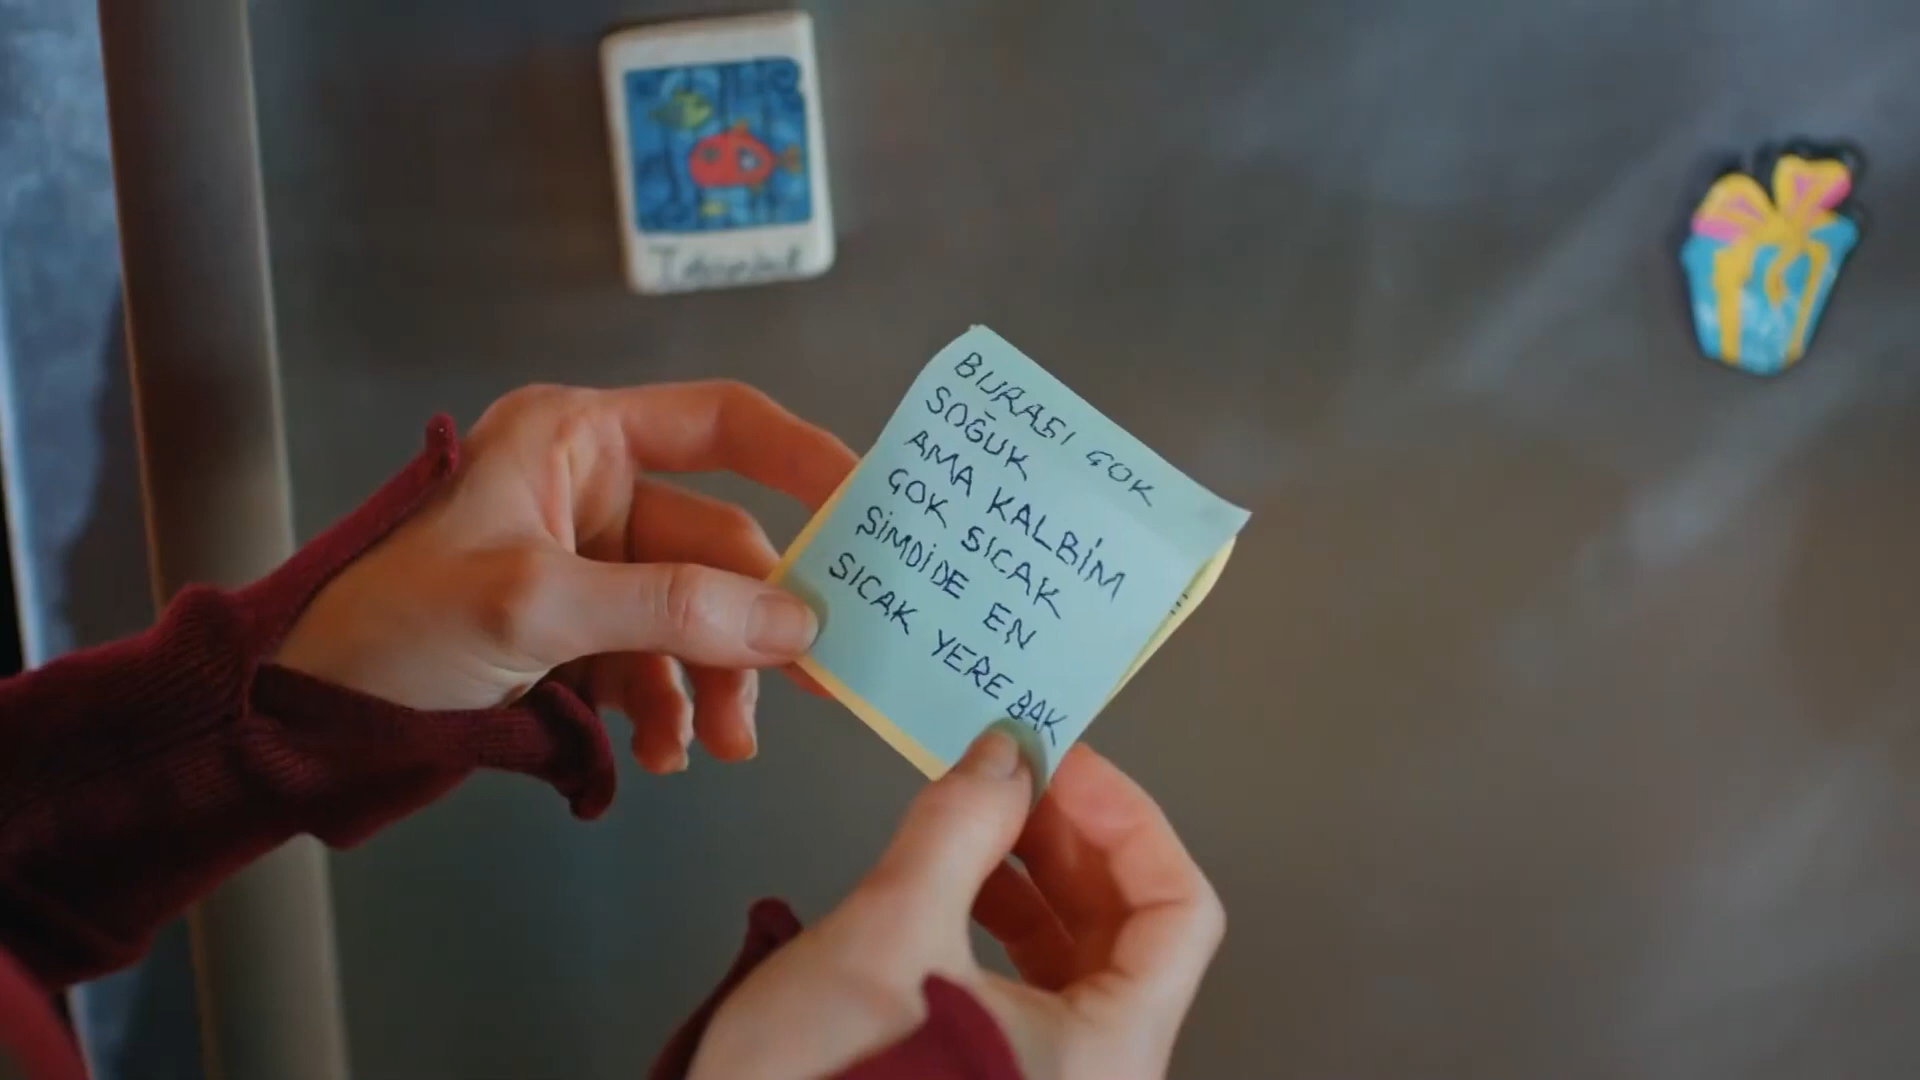 BURASI ÇOK
SOĞUK
AMA KALBİM
ÇOK SICAK
ŞİMDİDE EN
SICAK YERE BAK